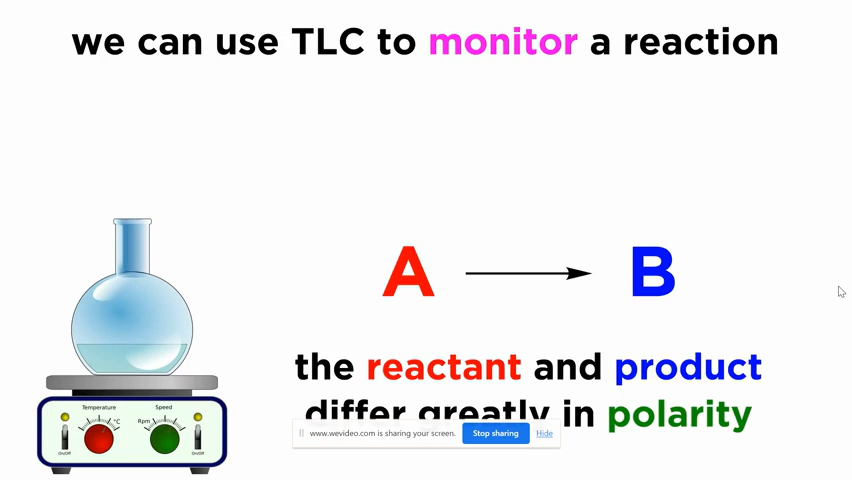 we can use TLC to monitor a reaction
A
B
the reactant and product
differ greatly in polarity
www.wevideo.com is sharing your screen.
Stop sharing
Hide
Temperature
°C
On/Off
Speed
Rpm
On/Off